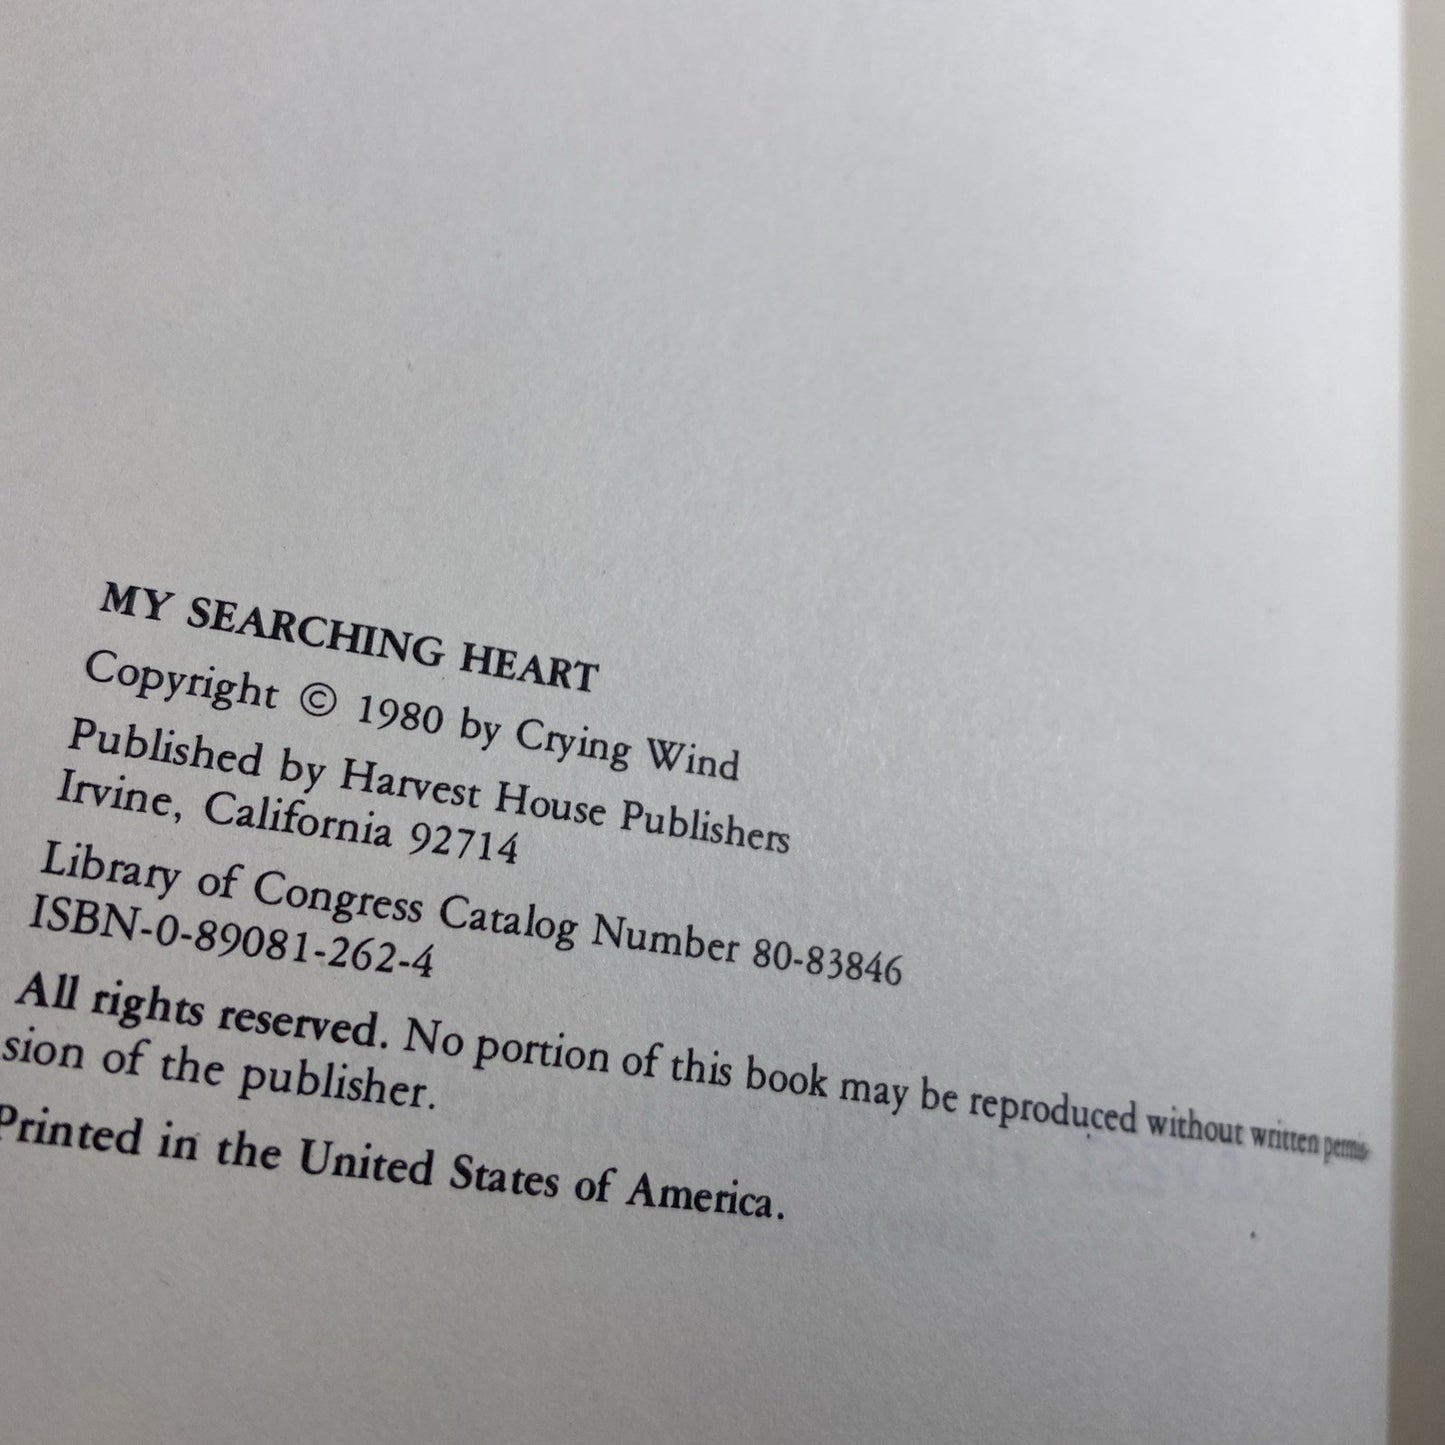 MY SEARCHING HEART
Copyright © 1980 by Crying Wind
Published by Harvest House Publishers
Irvine, California 92714
Library of Congress Catalog Number 80-83846
ISBN-0-89081-262-4
All rights reserved. No portion of this book may be reproduced without written permis-
sion of the publisher.
Printed in the United States of America.